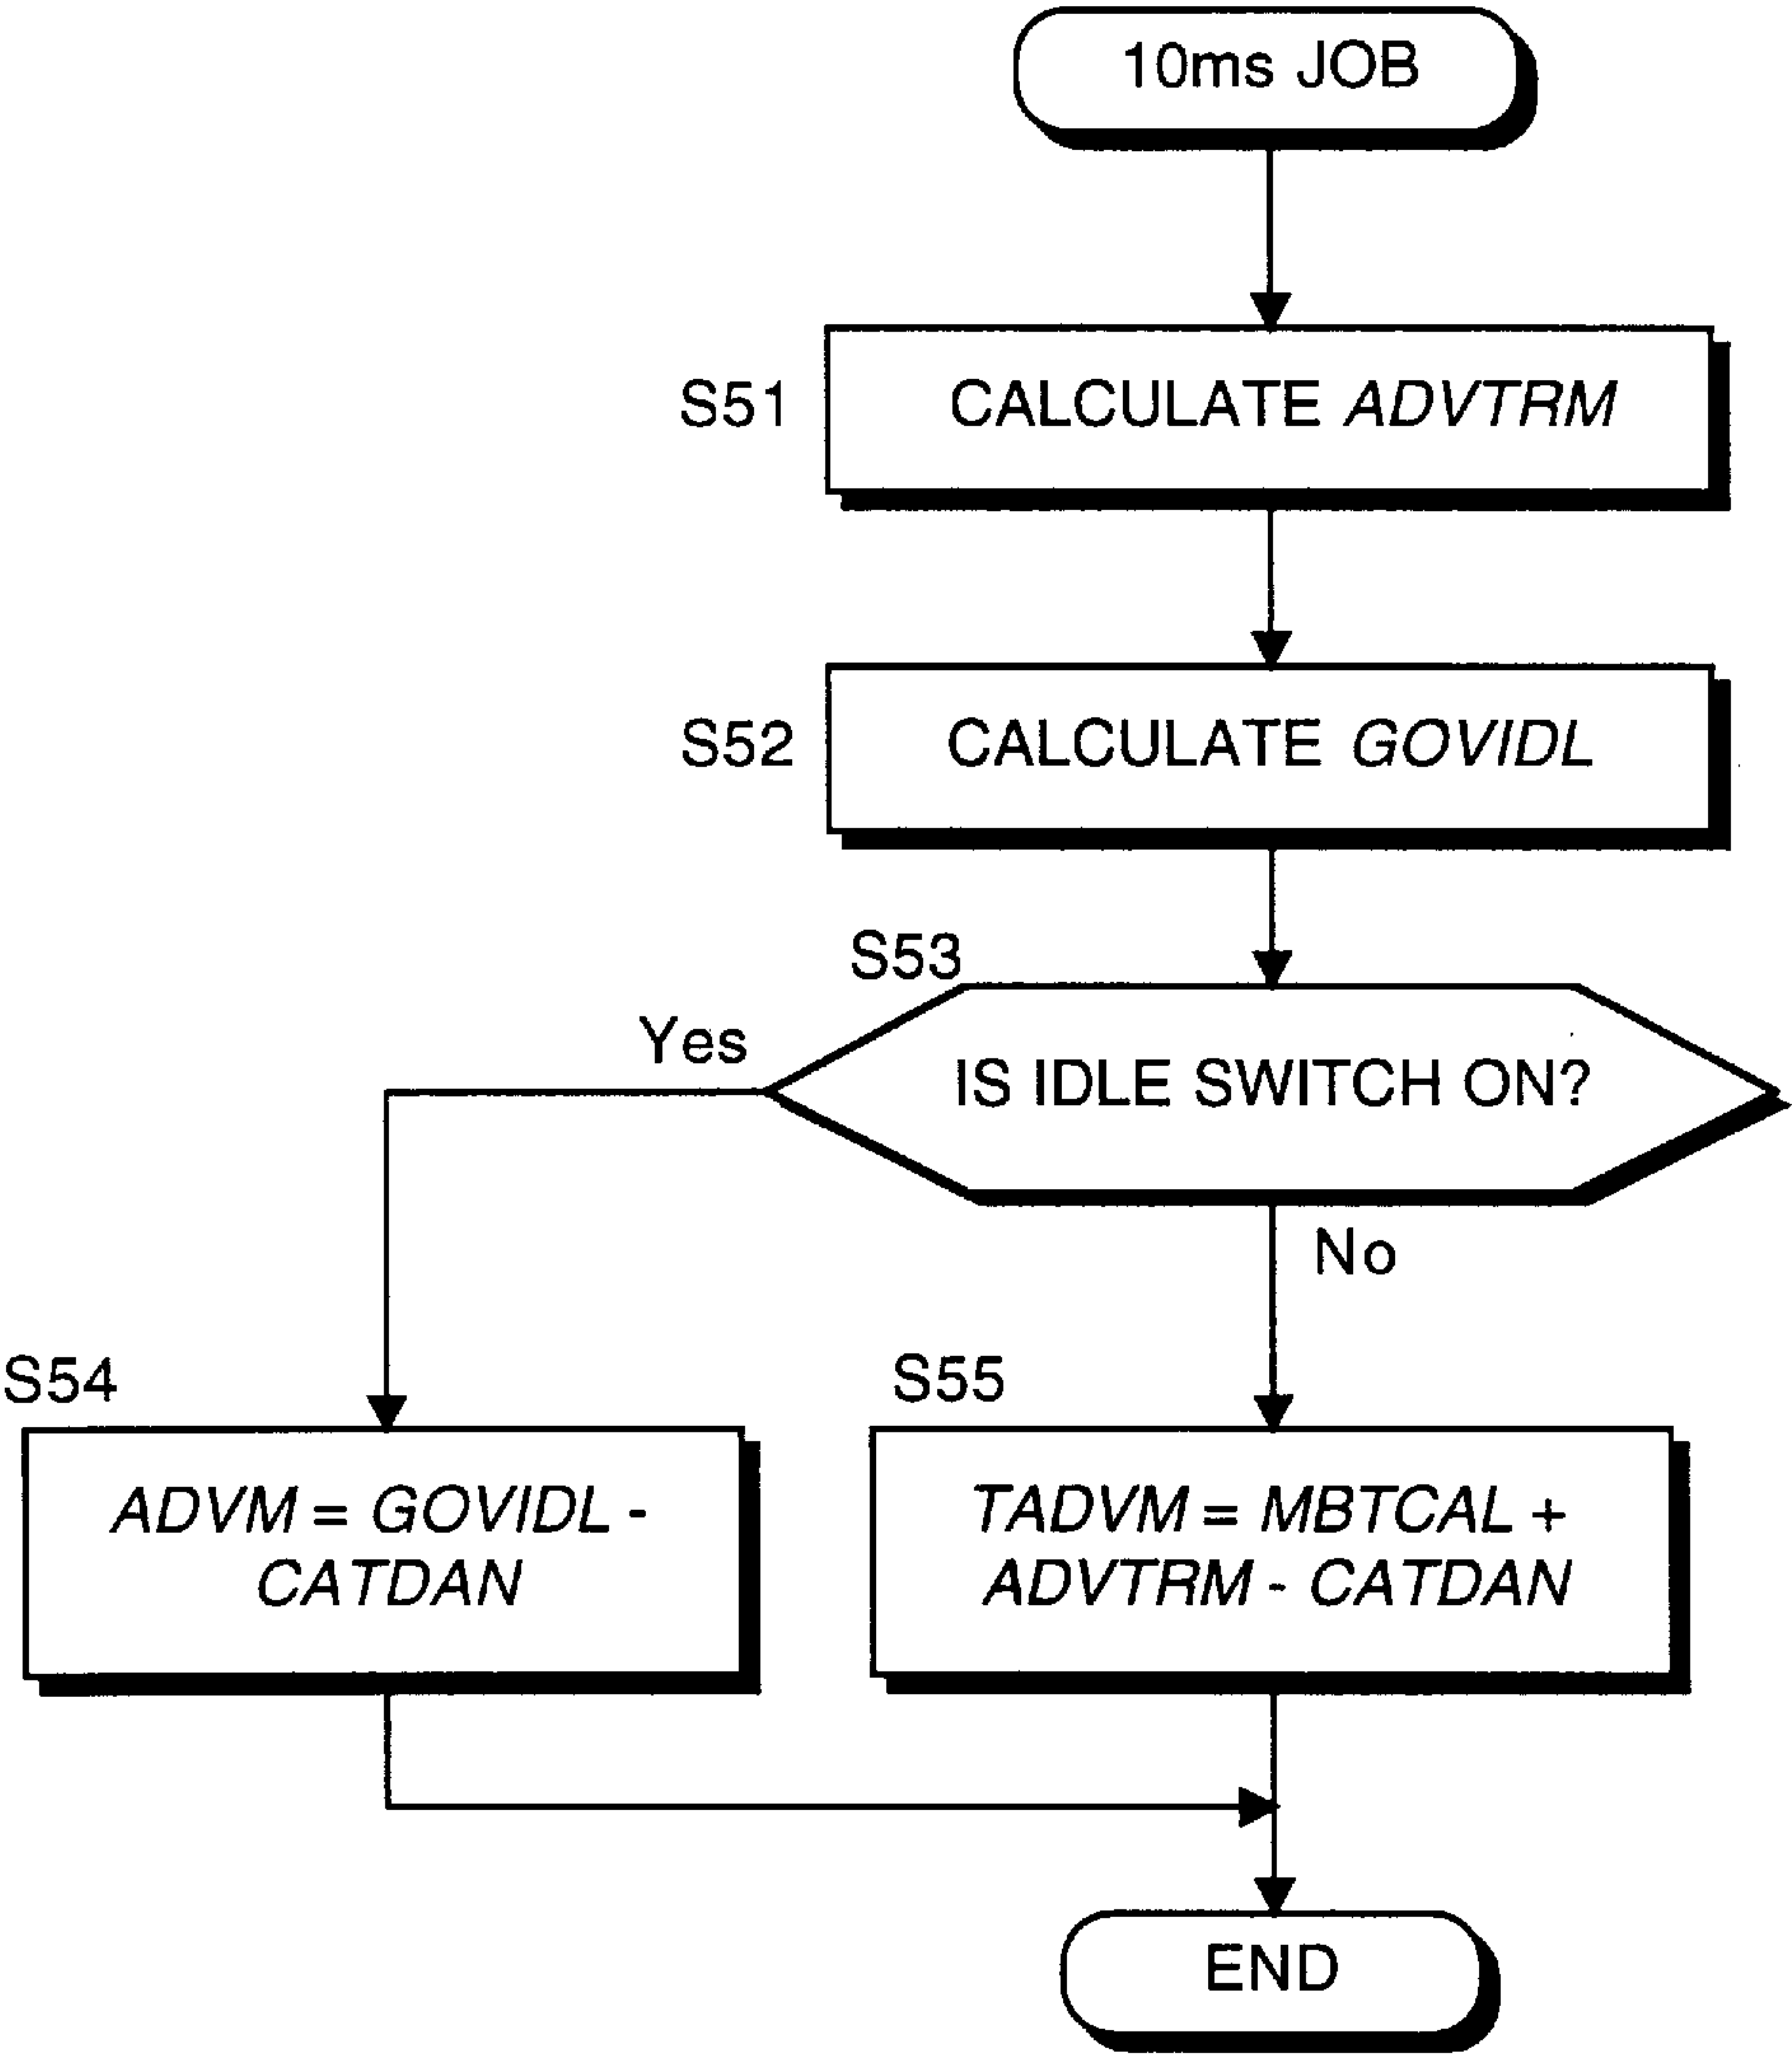 10ms JOB
S51
CALCULATE ADVTRM
S52
CALCULATE GOVIDL
S53
Yes
IS IDLE SWITCH ON?
No
S54
ADVM = GOVIDL -
CATDAN
S55
TADVM = MBTCAL +
ADVTRM - CATDAN
END